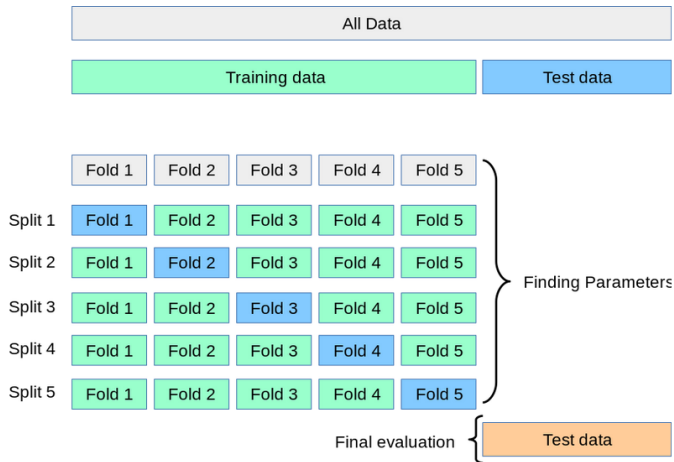 All Data
Training data Test data
Fold 1 Fold 2 Fold 3 Fold 4 Fold 5
Split 1 Fold 1 Fold 2 Fold 3 Fold 4 Fold 5
Split 2 Fold 1 Fold 2 Fold 3 Fold 4 Fold 5
Finding Parameters
Split 3 Fold 1 Fold 2 Fold 3 Fold 4 Fold 5
Split 4 Fold 1 Fold 2 Fold 3 Fold 4 Fold 5
Split 5 Fold 1 Fold 2 Fold 3 Fold 4 Fold 5
Final evaluation Test data